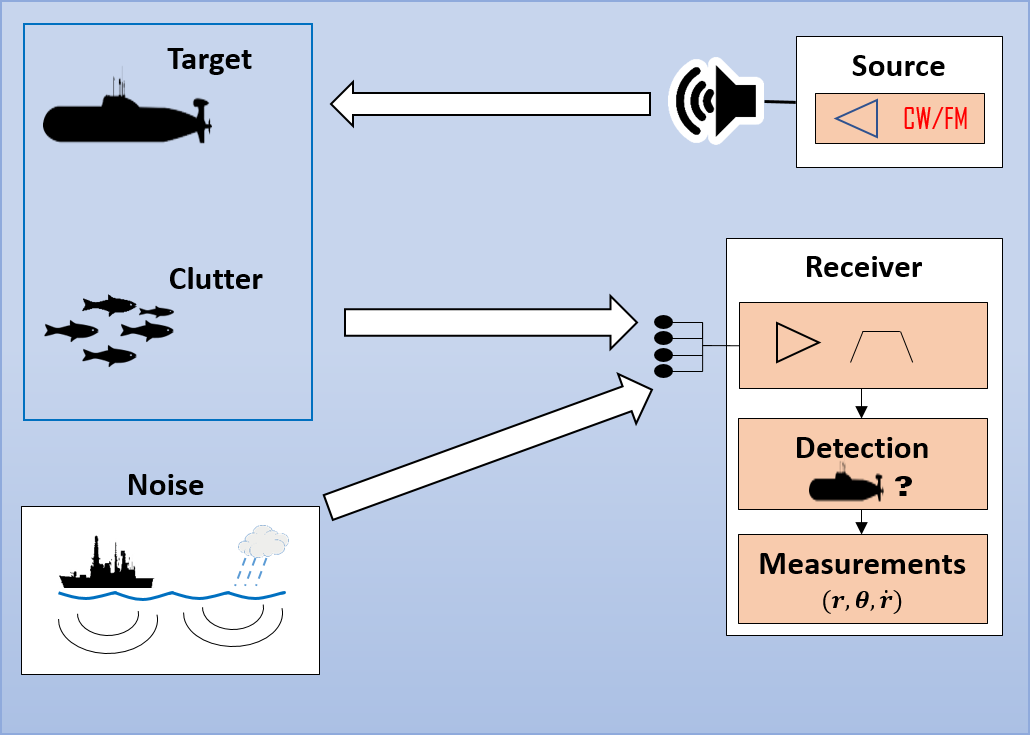 Target
Source
CW/FM
Clutter
Receiver
Detection
?
Noise
Measurements
(r, θ, ṙ)